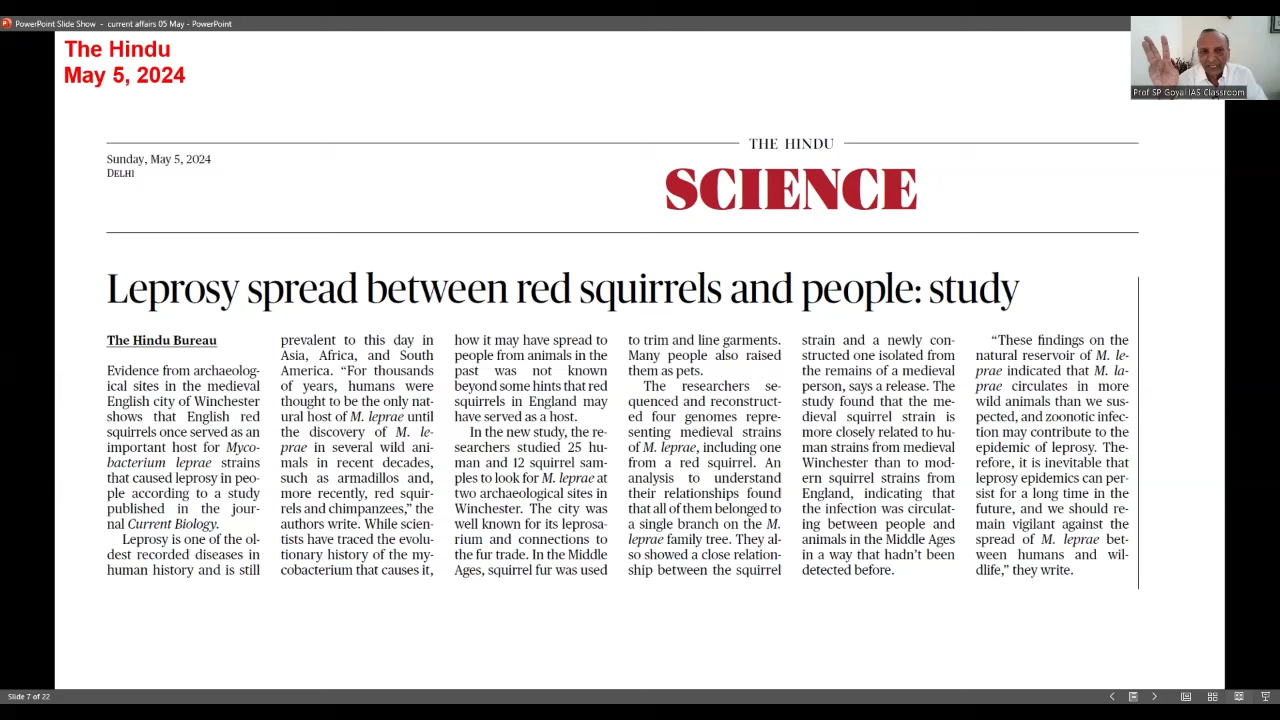 PowerPoint Slide Show - current affairs 05 May - PowerPoint
The Hindu
May 5, 2024
Prof SP Goyal IAS Classroom
THE HINDU
Sunday, May 5, 2024
DELHI
SCIENCE
Leprosy spread between red squirrels and people: study
The Hindu Bureau
Evidence from archaeolog-
ical sites in the medieval
English city of Winchester
shows that English red
squirrels once served as an
important host for Myco-
bacterium leprae strains
that caused leprosy in peo-
ple according to a study
published in the jour-
nal Current Biology.
Leprosy is one of the ol-
dest recorded diseases in
human history and is still
prevalent to this day in
Asia, Africa, and South
America. “For thousands
of years, humans were
thought to be the only nat-
ural host of M. leprae until
the discovery of M. le-
prae in several wild ani-
mals in recent decades,
such as armadillos and,
more recently, red squir-
rels and chimpanzees,” the
authors write. While scien-
tists have traced the evolu-
tionary history of the my-
cobacterium that causes it,
how it may have spread to
people from animals in the
past was not known
beyond some hints that red
squirrels in England may
have served as a host.
In the new study, the re-
searchers studied 25 hu-
man and 12 squirrel sam-
ples to look for M. leprae at
two archaeological sites in
Winchester. The city was
well known for its leprosa-
rium and connections to
the fur trade. In the Middle
Ages, squirrel fur was used
to trim and line garments.
Many people also raised
them as pets.
The researchers se-
quenced and reconstruct-
ed four genomes repre-
senting medieval strains
of M. leprae, including one
from a red squirrel. An
analysis to understand
their relationships found
that all of them belonged to
a single branch on the M.
leprae family tree. They al-
so showed a close relation-
ship between the squirrel
strain and a newly con-
structed one isolated from
the remains of a medieval
person, says a release. The
study found that the me-
dieval squirrel strain is
more closely related to hu-
man strains from medieval
Winchester than to mod-
ern squirrel strains from
England, indicating that
the infection was circulat-
ing between people and
animals in the Middle Ages
in a way that hadn’t been
detected before.
“These findings on the
natural reservoir of M. le-
prae indicated that M. la-
prae circulates in more
wild animals than we sus-
pected, and zoonotic infec-
tion may contribute to the
epidemic of leprosy. The-
refore, it is inevitable that
leprosy epidemics can per-
sist for a long time in the
future, and we should re-
main vigilant against the
spread of M. leprae bet-
ween humans and wil-
dlife,” they write.
Slide 7 of 22